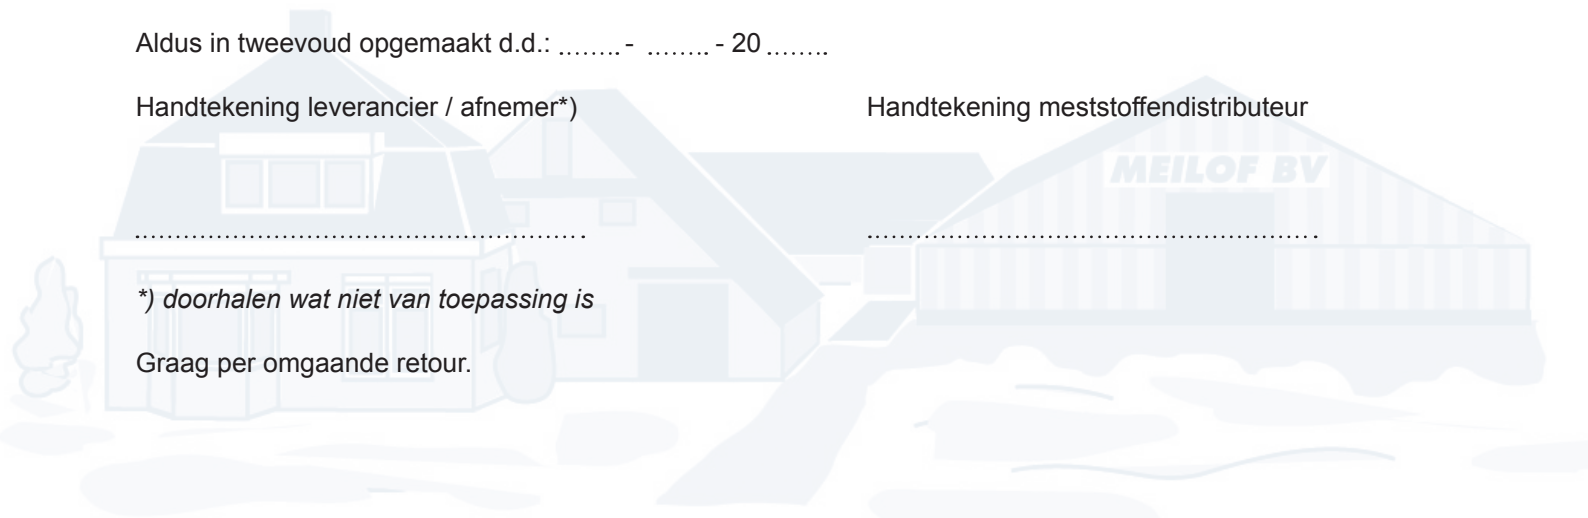 Aldus in tweevoud opgemaakt d.d.: ........ - ........ - 20 ........
Handtekening leverancier / afnemer*)
Handtekening meststoffendistributeur
MEILOF BV
........................................................
........................................................
*) doorhalen wat niet van toepassing is
Graag per omgaande retour.